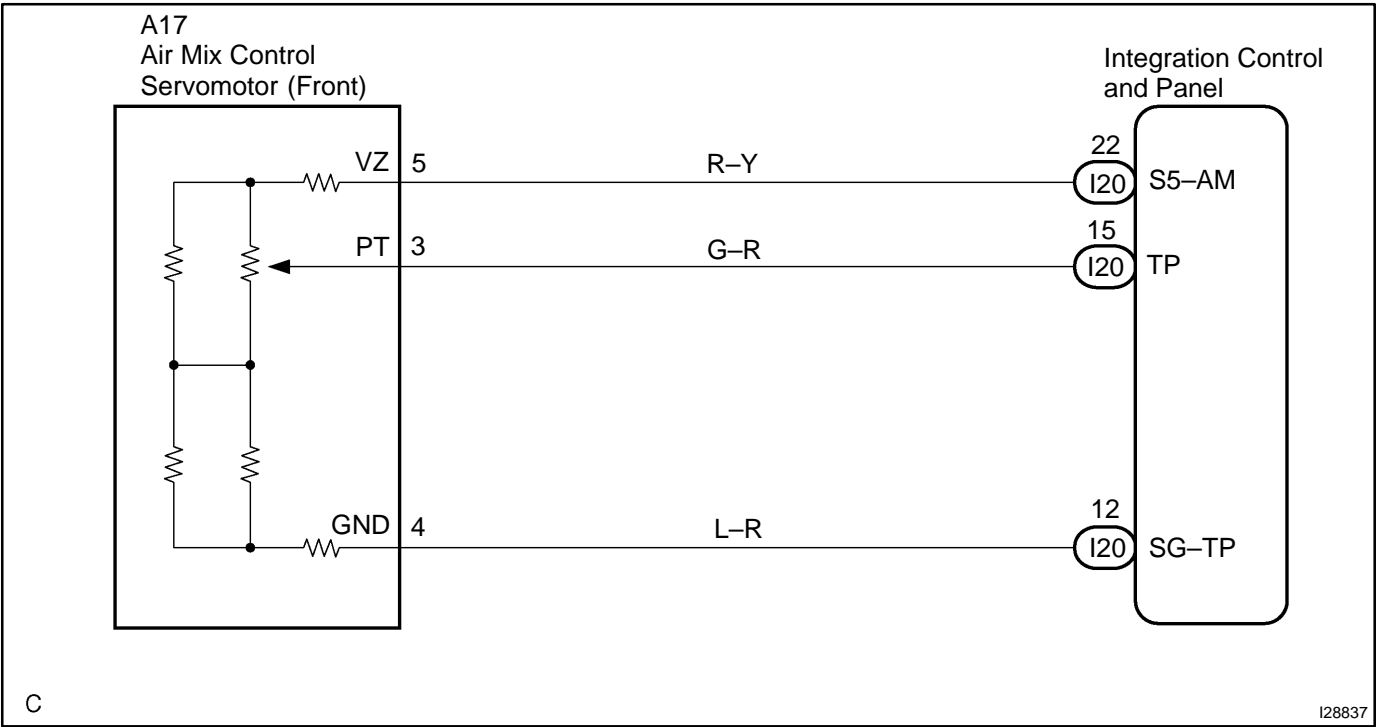 A17
Air Mix Control
Servomotor (Front)
Integration Control
and Panel
VZ 5 R–Y 22 I20 S5–AM
PT 3 G–R 15 I20 TP
GND 4 L–R 12 I20 SG–TP
C
I28837